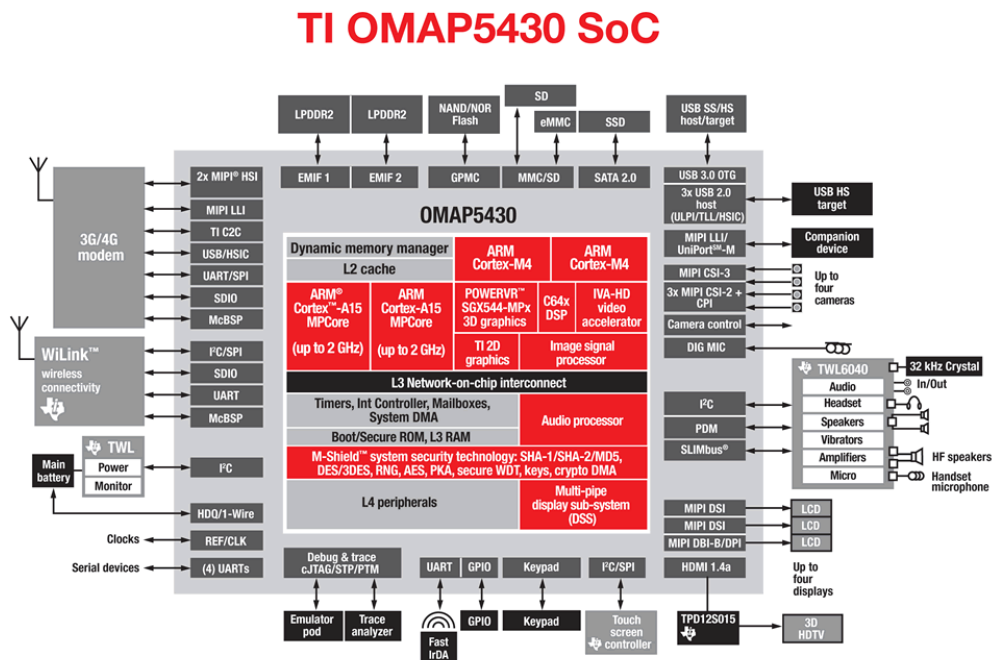 TI OMAP5430 SoC
LPDDR2
LPDDR2
NAND/NOR
Flash
SD
eMMC
SSD
USB SS/HS
host/target
EMIF 1
EMIF 2
GPMC
MMC/SD
SATA 2.0
USB 3.0 OTG
3x USB 2.0
host
(ULPI/TLL/HSIC)
USB HS
target
MIPI LLI/
UniPort℠-M
Companion
device
MIPI CSI-3
3x MIPI CSI-2 +
CPI
Up to
four
cameras
Camera control
DIG MIC
3G/4G
modem
2x MIPI® HSI
MIPI LLI
TI C2C
USB/HSIC
UART/SPI
SDIO
McBSP
WiLink™
wireless
connectivity
I²C/SPI
SDIO
UART
McBSP
TWL
Power
Monitor
Main
battery
I²C
HDQ/1-Wire
Clocks
REF/CLK
Serial devices
(4) UARTs
OMAP5430
Dynamic memory manager
L2 cache
ARM
Cortex-M4
ARM
Cortex-M4
ARM®
Cortex™-A15
MPCore
(up to 2 GHz)
ARM
Cortex-A15
MPCore
(up to 2 GHz)
POWERVR™
SGX544-MPx
3D graphics
C64x
DSP
IVA-HD
video
accelerator
TI 2D
graphics
Image signal
processor
L3 Network-on-chip interconnect
Timers, Int Controller, Mailboxes,
System DMA
Boot/Secure ROM, L3 RAM
Audio processor
M-Shield™ system security technology: SHA-1/SHA-2/MD5,
DES/3DES, RNG, AES, PKA, secure WDT, keys, crypto DMA
L4 peripherals
Multi-pipe
display sub-system
(DSS)
I²C
PDM
SLIMbus®
TWL6040
Audio
Headset
Speakers
Vibrators
Amplifiers
Micro
32 kHz Crystal
In/Out
HF speakers
Handset
microphone
MIPI DSI
MIPI DSI
MIPI DBI-B/DPI
HDMI 1.4a
LCD
LCD
LCD
Up to
four
displays
Debug & trace
cJTAG/STP/PTM
UART
GPIO
Keypad
I²C/SPI
Emulator
pod
Trace
analyzer
Fast
IrDA
GPIO
Keypad
Touch
screen
controller
TPD12S015
3D
HDTV